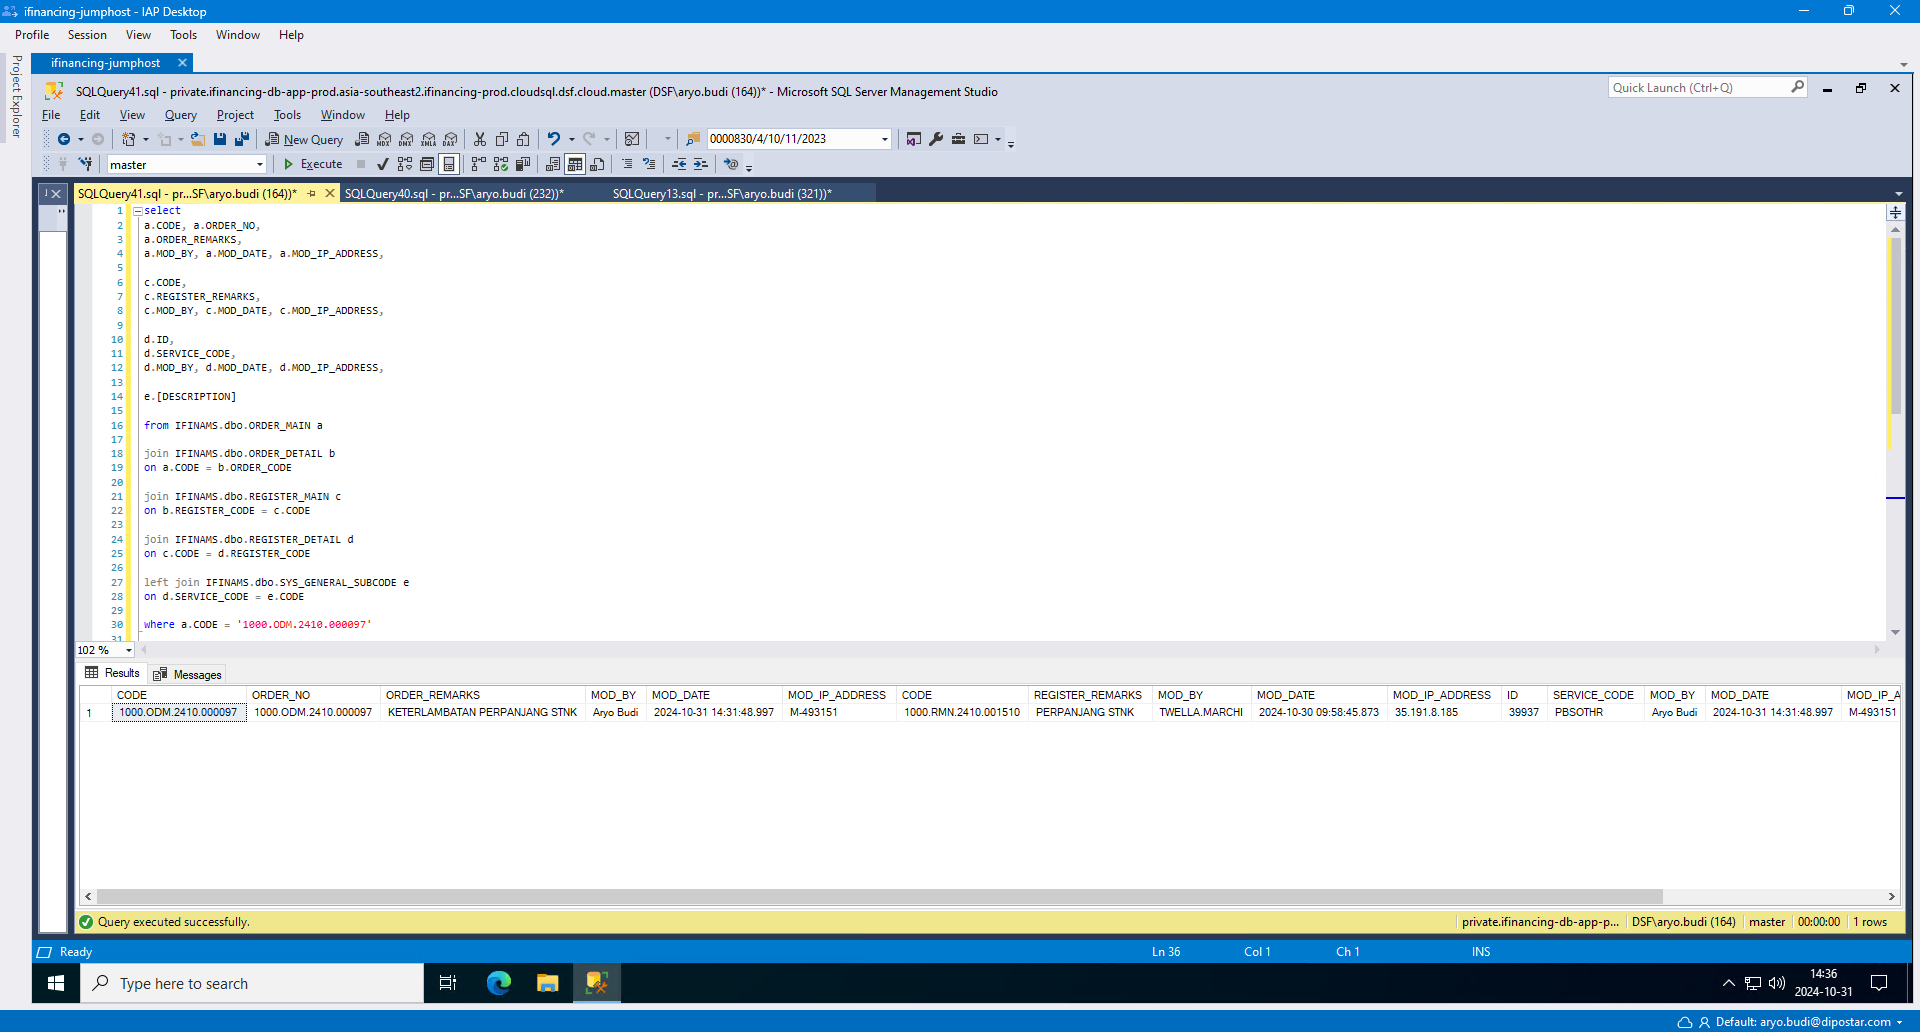 ifinancing-jumphost - IAP Desktop
Profile Session View Tools Window Help
Project Explorer
ifinancing-jumphost
SQLQuery41.sql - private.ifinancing-db-app-prod.asia-southeast2.ifinancing-prod.cloudsql.dsf.cloud.master (DSF\aryo.budi (164))* - Microsoft SQL Server Management Studio
Quick Launch (Ctrl+Q)
File Edit View Query Project Tools Window Help
New Query MDX DMX XMLA DAX 0000830/4/10/11/2023
master Execute
SQLQuery41.sql - pr...SF\aryo.budi (164))* SQLQuery40.sql - pr...SF\aryo.budi (232))* SQLQuery13.sql - pr...SF\aryo.budi (321))*
1 select
2 a.CODE, a.ORDER_NO,
3 a.ORDER_REMARKS,
4 a.MOD_BY, a.MOD_DATE, a.MOD_IP_ADDRESS,
5
6 c.CODE,
7 c.REGISTER_REMARKS,
8 c.MOD_BY, c.MOD_DATE, c.MOD_IP_ADDRESS,
9
10 d.ID,
11 d.SERVICE_CODE,
12 d.MOD_BY, d.MOD_DATE, d.MOD_IP_ADDRESS,
13
14 e.[DESCRIPTION]
15
16 from IFINAMS.dbo.ORDER_MAIN a
17
18 join IFINAMS.dbo.ORDER_DETAIL b
19 on a.CODE = b.ORDER_CODE
20
21 join IFINAMS.dbo.REGISTER_MAIN c
22 on b.REGISTER_CODE = c.CODE
23
24 join IFINAMS.dbo.REGISTER_DETAIL d
25 on c.CODE = d.REGISTER_CODE
26
27 left join IFINAMS.dbo.SYS_GENERAL_SUBCODE e
28 on d.SERVICE_CODE = e.CODE
29
30 where a.CODE = '1000.ODM.2410.000097'
31
102 %
Results Messages
CODE ORDER_NO ORDER_REMARKS MOD_BY MOD_DATE MOD_IP_ADDRESS CODE REGISTER_REMARKS MOD_BY MOD_DATE MOD_IP_ADDRESS ID SERVICE_CODE MOD_BY MOD_DATE MOD_IP_A
1 1000.ODM.2410.000097 1000.ODM.2410.000097 KETERLAMBATAN PERPANJANG STNK Aryo Budi 2024-10-31 14:31:48.997 M-493151 1000.RMN.2410.001510 PERPANJANG STNK TWELLA.MARCHI 2024-10-30 09:58:45.873 35.191.8.185 39937 PBSOTHR Aryo Budi 2024-10-31 14:31:48.997 M-493151
Query executed successfully. private.ifinancing-db-app-p... DSF\aryo.budi (164) master 00:00:00 1 rows
Ready Ln 36 Col 1 Ch 1 INS
Type here to search
14:36
2024-10-31
Default: aryo.budi@dipostar.com